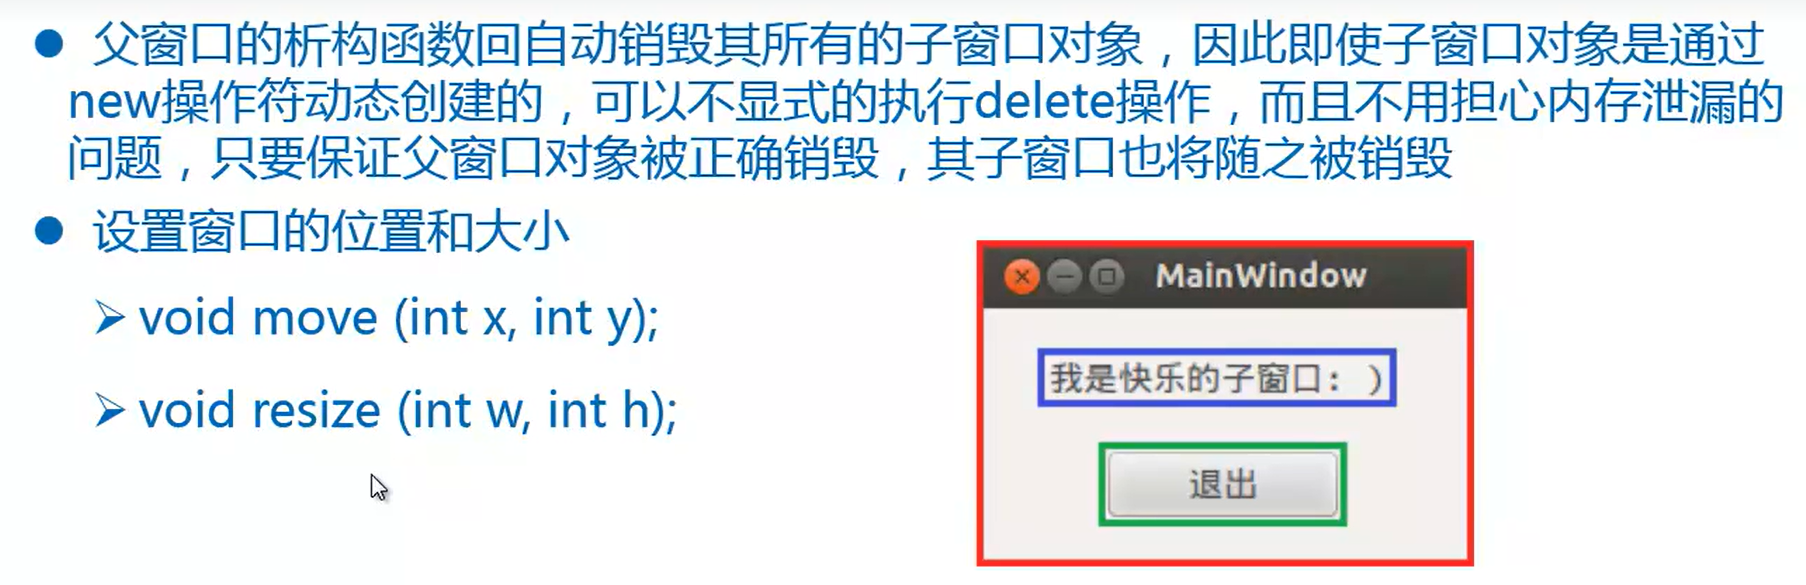 ● 父窗口的析构函数回自动销毁其所有的子窗口对象，因此即使子窗口对象是通过
new操作符动态创建的，可以不显式的执行delete操作，而且不用担心内存泄漏的
问题，只要保证父窗口对象被正确销毁，其子窗口也将随之被销毁
● 设置窗口的位置和大小
➢ void move (int x, int y);
➢ void resize (int w, int h);
MainWindow
我是快乐的子窗口：)
退出